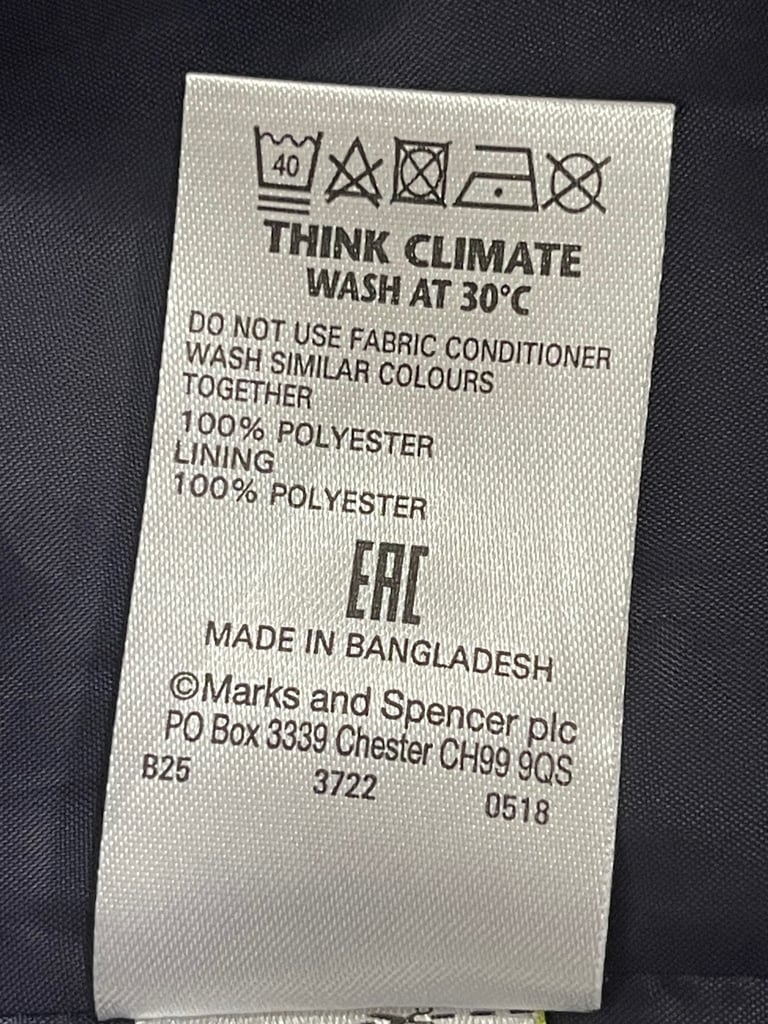 40
THINK CLIMATE
WASH AT 30°C
DO NOT USE FABRIC CONDITIONER
WASH SIMILAR COLOURS
TOGETHER
100% POLYESTER
LINING
100% POLYESTER
EAC
MADE IN BANGLADESH
©Marks and Spencer plc
PO Box 3339 Chester CH99 9QS
B25 3722 0518